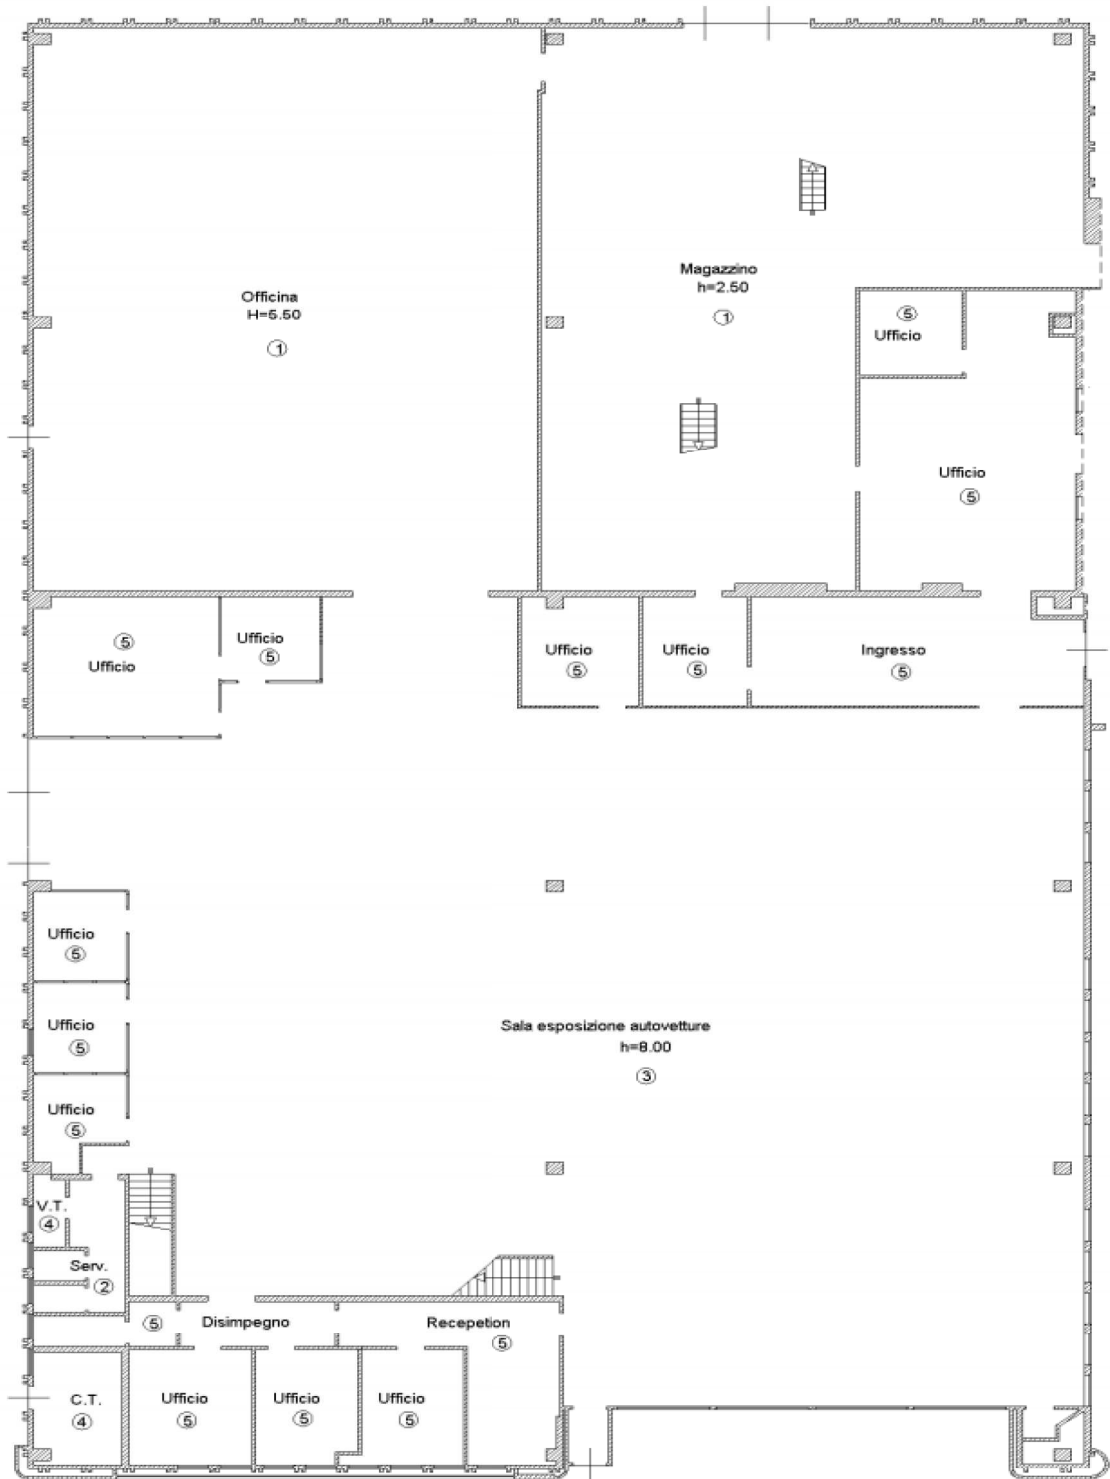 Magazzino
h=2.50
①
Officina
H=5.50
①
⑤
Ufficio
Ufficio
⑤
⑤
Ufficio
Ufficio
⑤
Ufficio
⑤
Ufficio
⑤
Ingresso
⑤
Ufficio
⑤
Ufficio
⑤
Ufficio
⑤
Sala esposizione autovetture
h=8.00
③
V.T.
④
Serv.
②
⑤
Disimpegno
Recepetion
⑤
C.T.
④
Ufficio
⑤
Ufficio
⑤
Ufficio
⑤